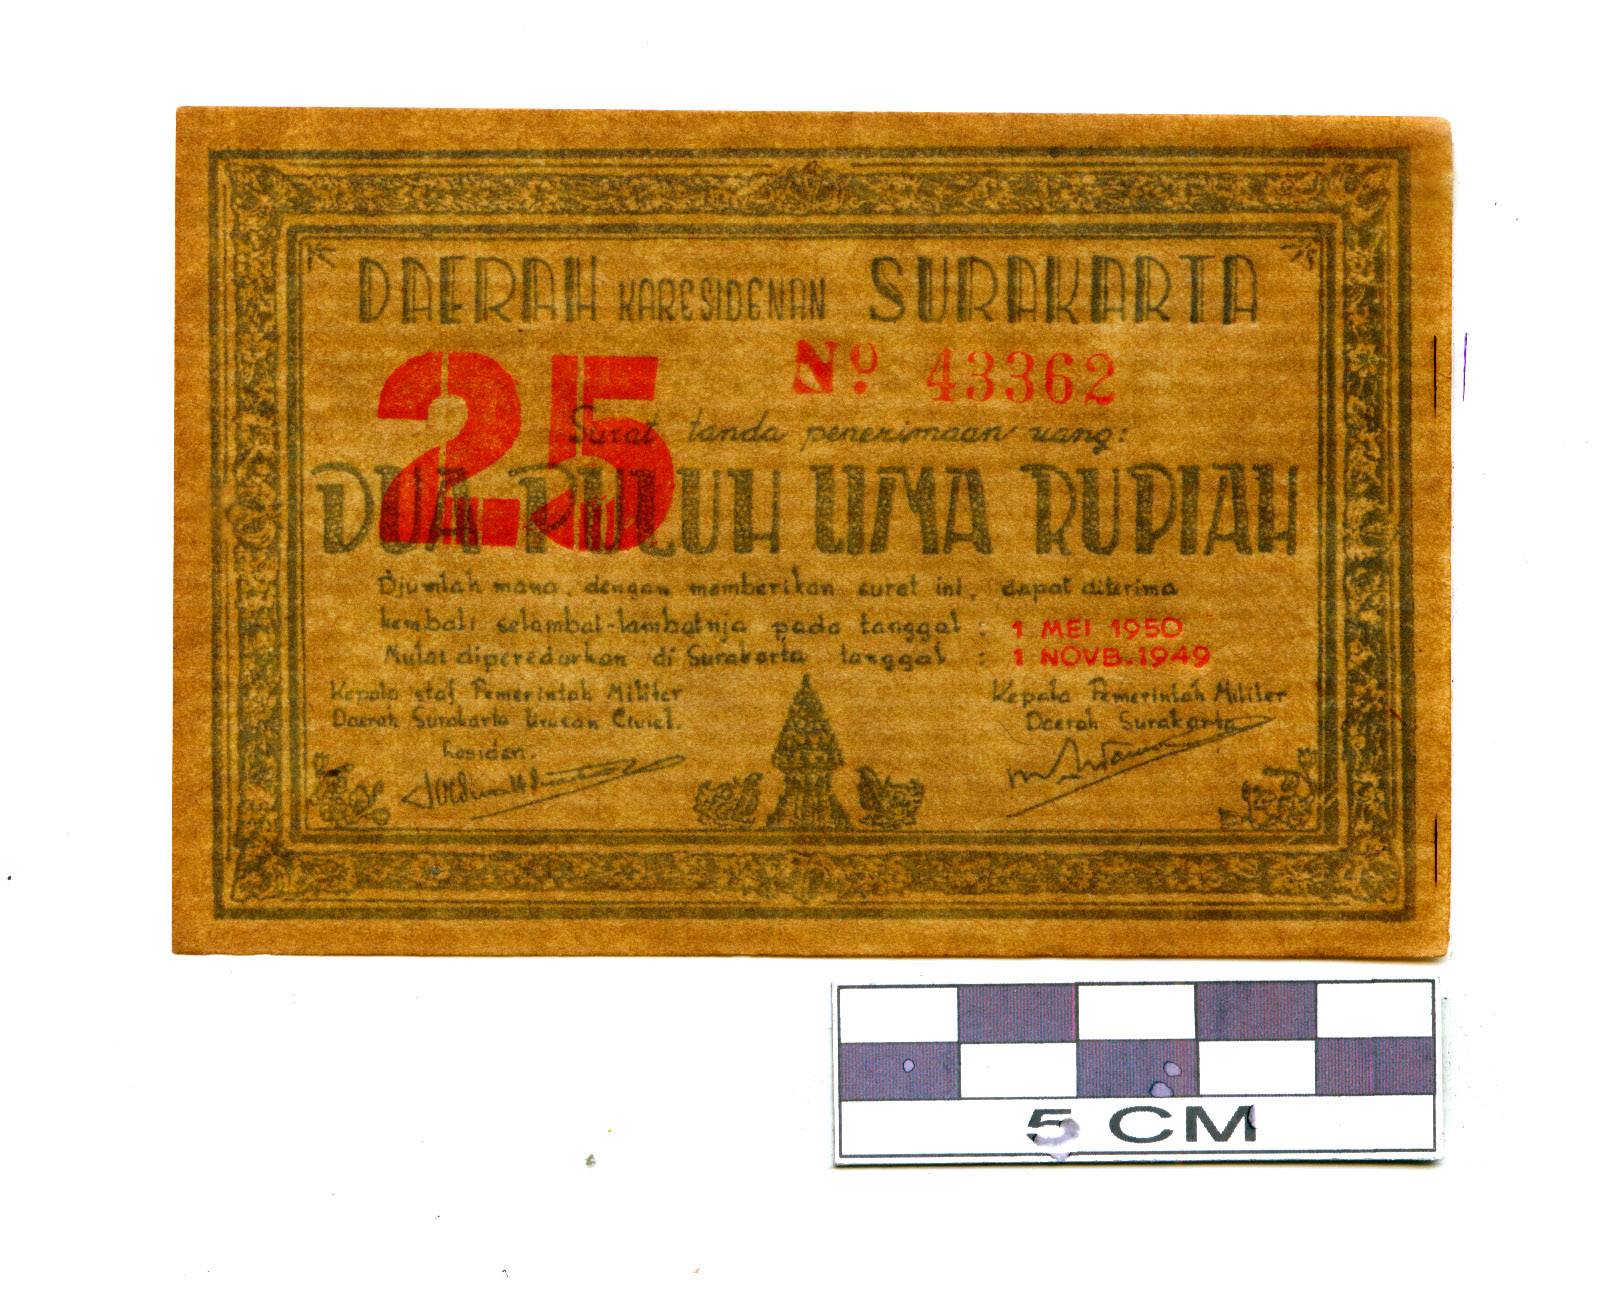 DAERAH KARESIDENAN SURAKARTA
25
No 43362
Surat tanda penerimaan uang:
DUA PULUH LIMA RUPIAH
Djumlah mana, dengan memberikan surat ini, dapat diterima
kembali selambat-lambatnja pada tanggal : 1 MEI 1950
Mulai diperedarkan di Surakarta tanggal : 1 NOVB.1949
Kepala staf Pemerintah Militer
Daerah Surakarta Urusan Civiel.
Residen.
Kepala Pemerintah Militer
Daerah Surakarta
5 CM